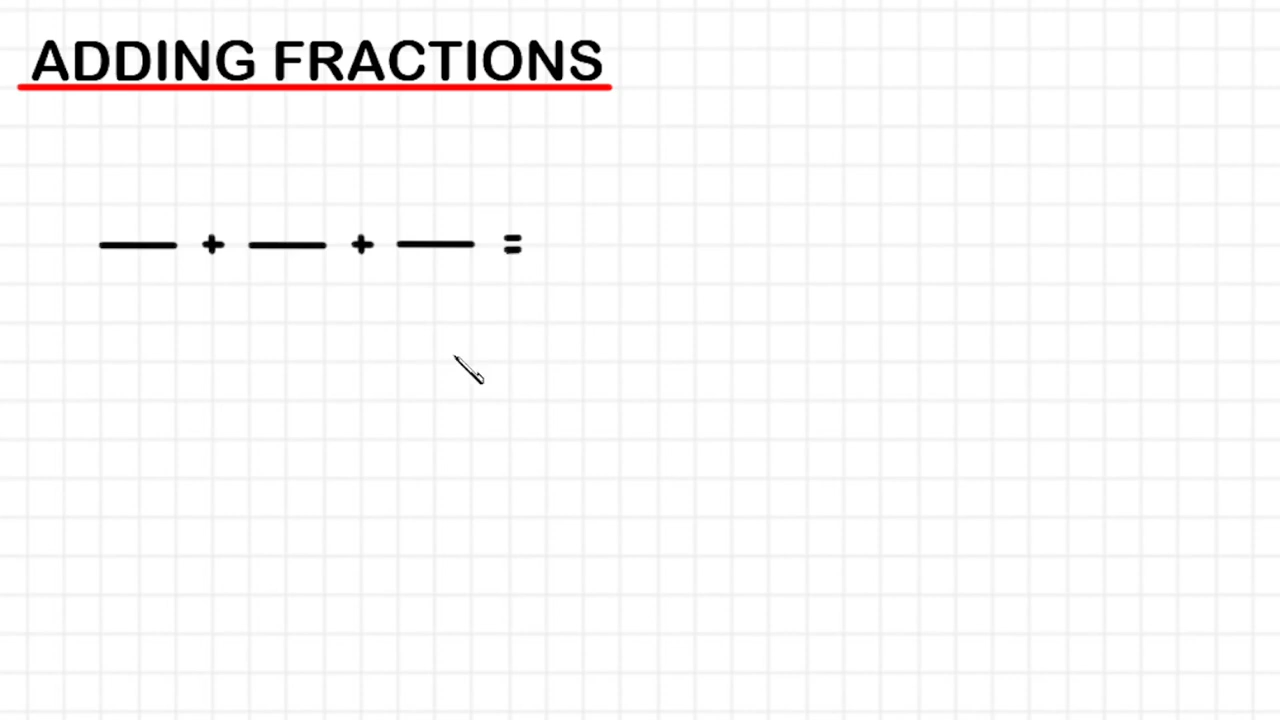 ADDING FRACTIONS
— + — + — =